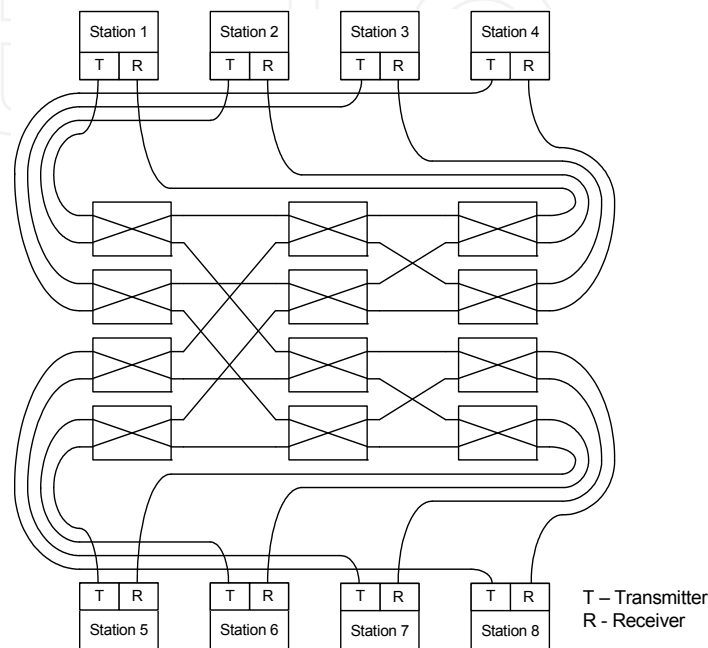 Station 1 Station 2 Station 3 Station 4
T R T R T R T R
T R T R T R T R
Station 5 Station 6 Station 7 Station 8
T – Transmitter
R - Receiver